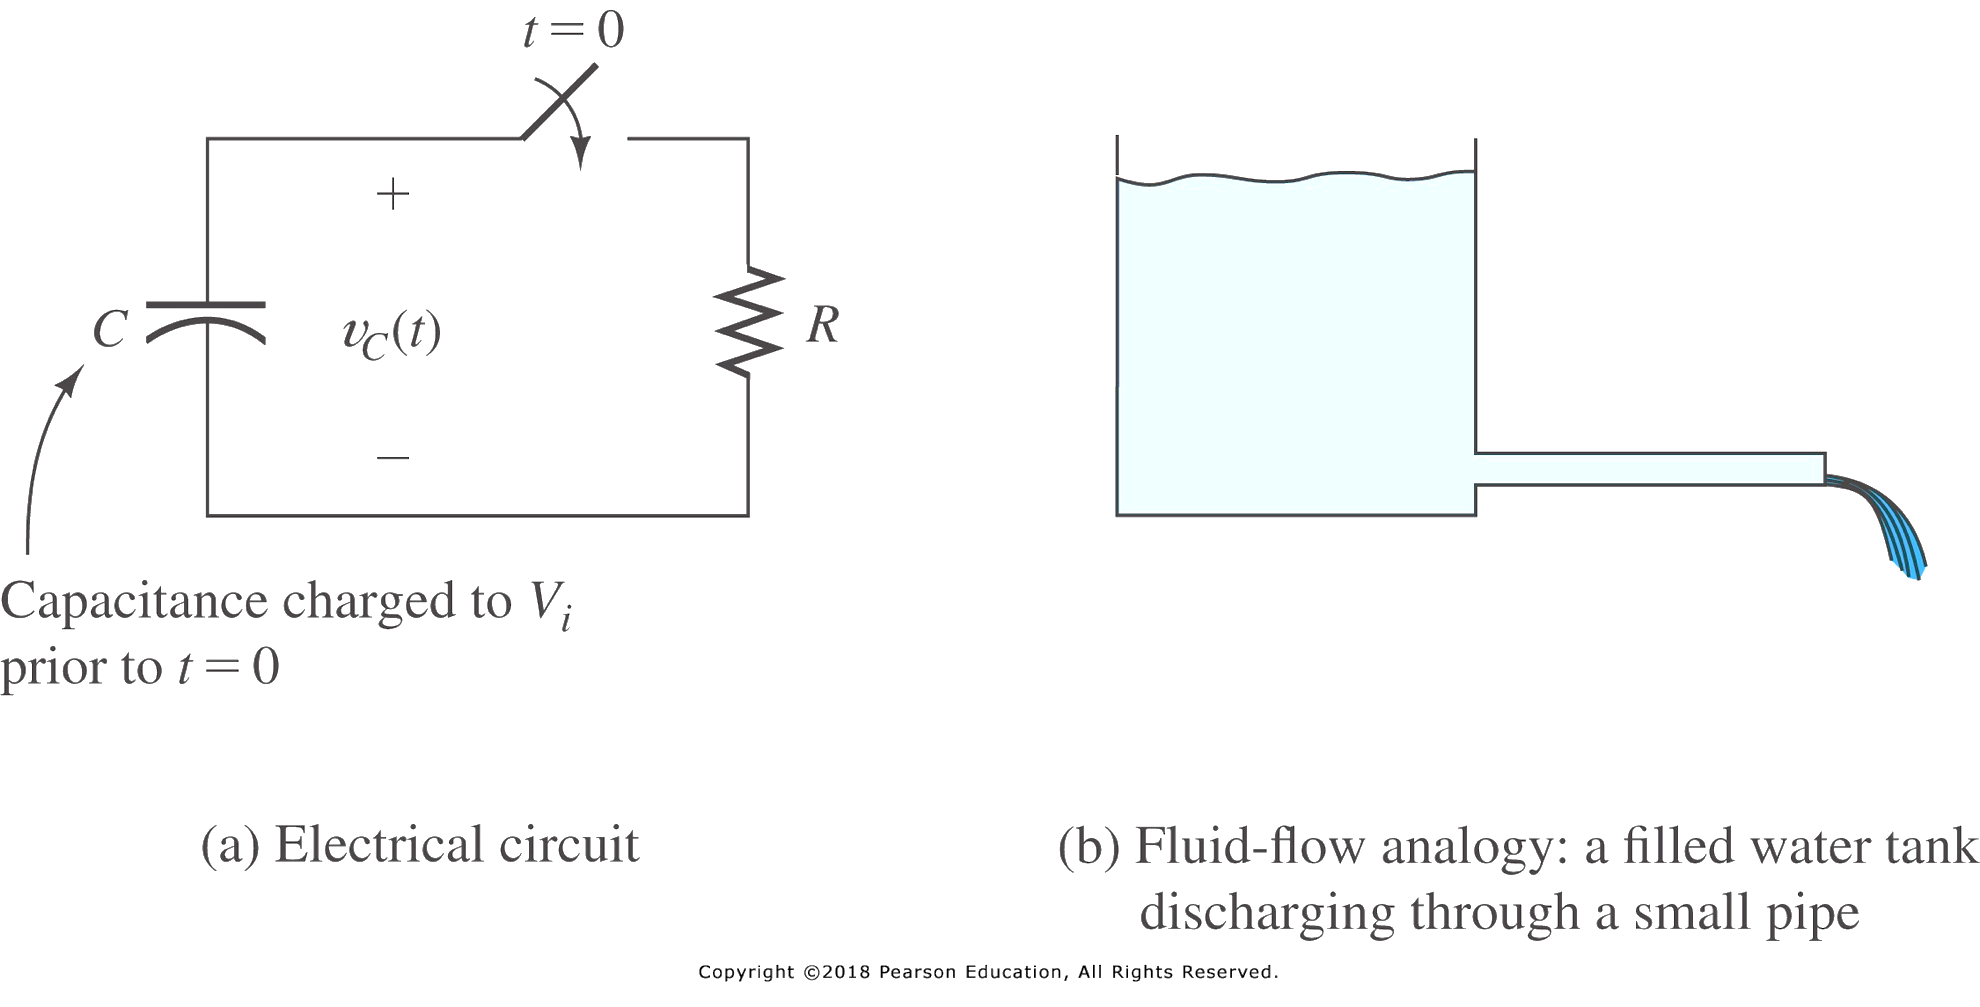 t = 0
+
C
v_C(t)
R
−
Capacitance charged to V_i
prior to t = 0
(a) Electrical circuit
(b) Fluid-flow analogy: a filled water tank
discharging through a small pipe
Copyright ©2018 Pearson Education, All Rights Reserved.